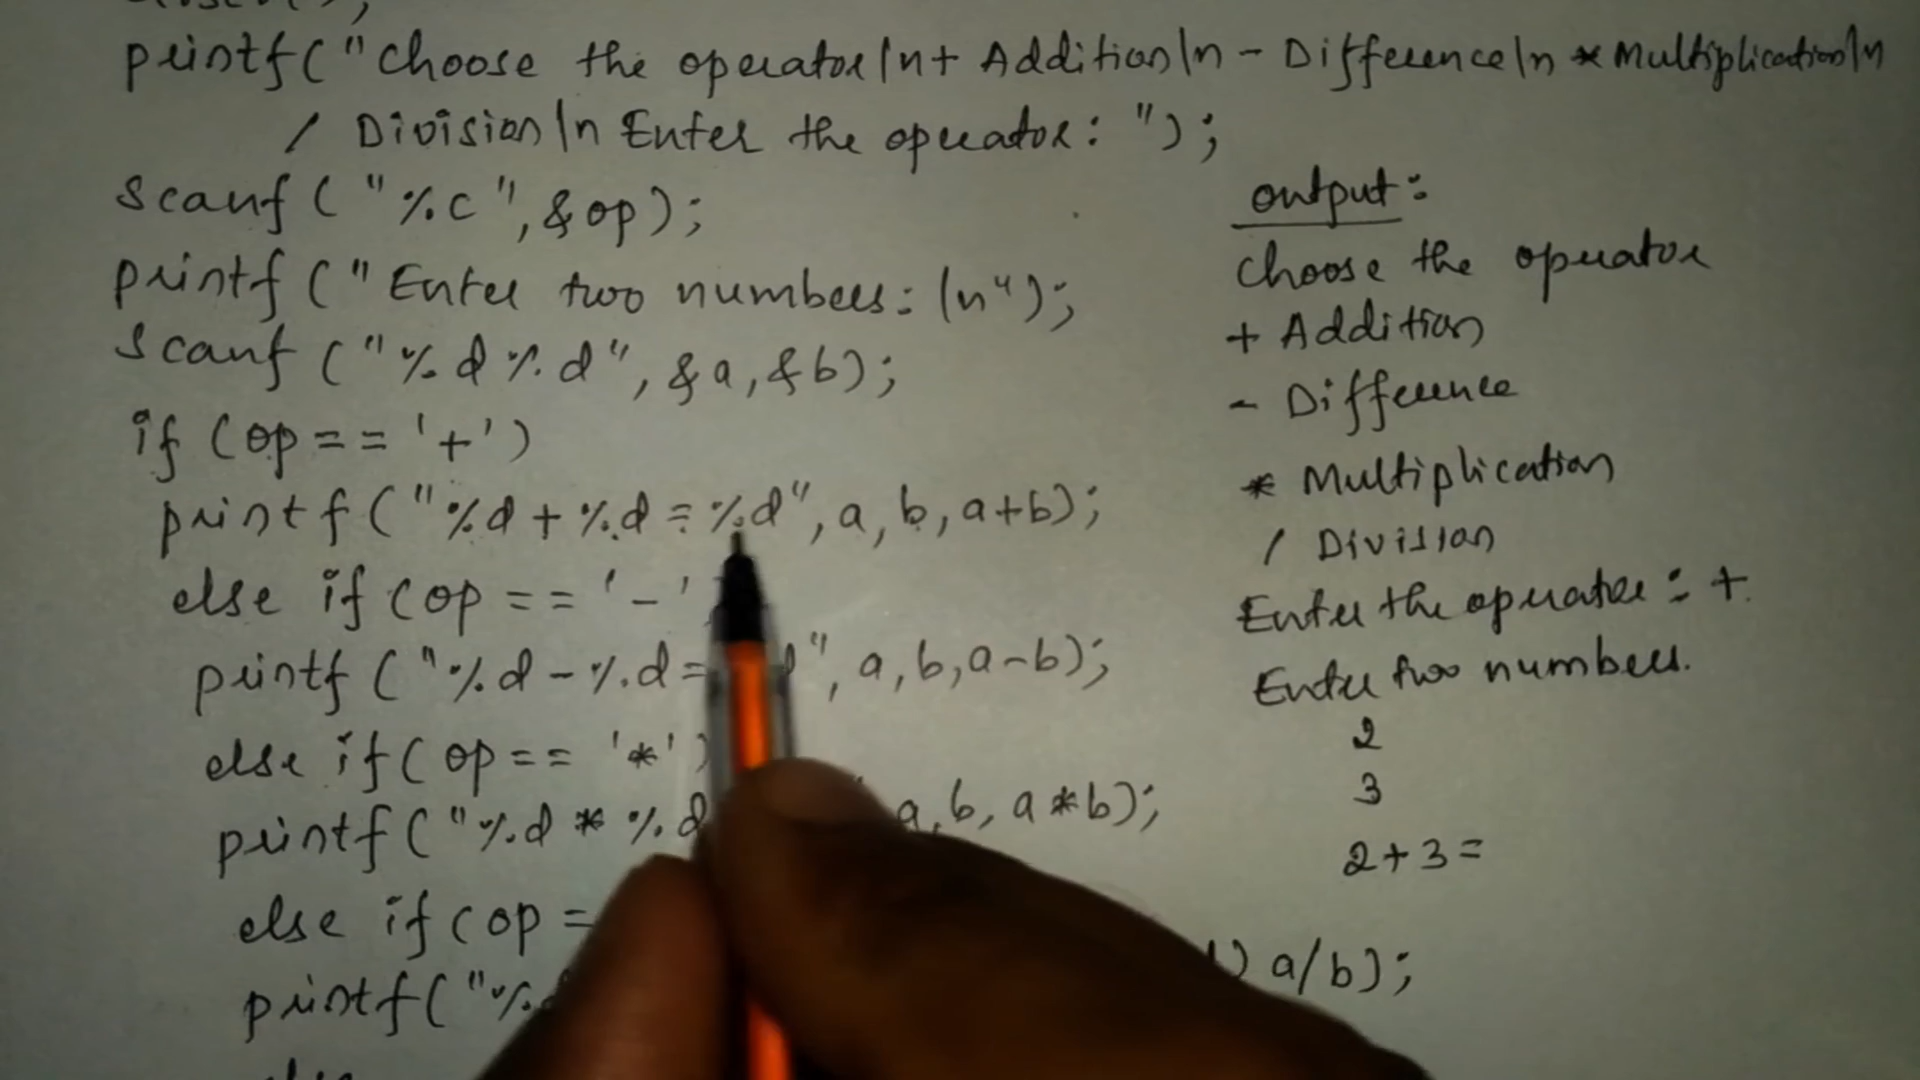 printf("choose the operator\n+ Addition\n - Difference\n * Multiplication\n
/ Division\n Enter the operator: ");
scanf ("%c", &op);
printf ("Enter two numbers: \n");
scanf ("%d %d", &a, &b);
if (op == '+')
printf ("%d + %d = %d", a, b, a+b);
else if (op == '-'
printf ("%d - %d = d", a, b, a-b);
else if (op == '*')
printf ("%d * %d a, b, a*b);
else if (op =
printf ("% a/b);
output:
choose the operator
+ Addition
- Difference
* Multiplication
/ Division
Enter the operator: +
Enter two numbers.
2
3
2+3=